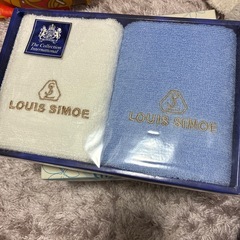 The Collection
International
LOUIS SIMOE
LOUIS SIMOE